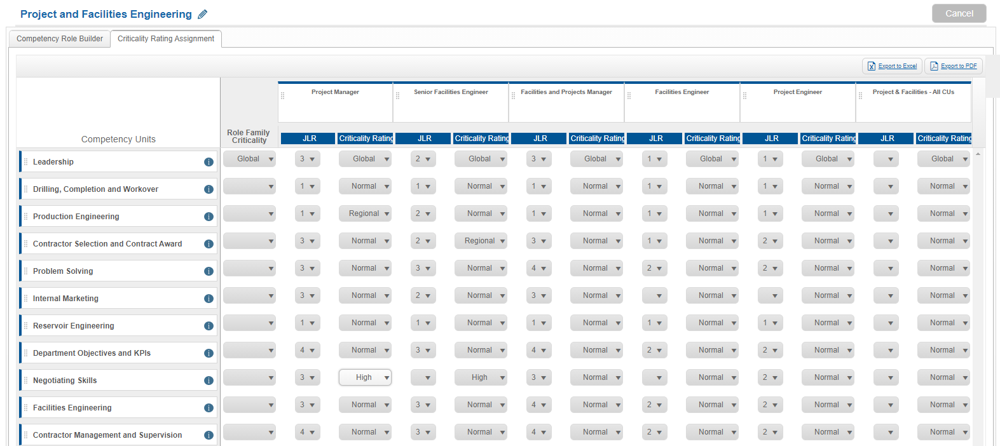 Project and Facilities Engineering
Cancel
Competency Role Builder Criticality Rating Assignment
Export to Excel Export to PDF
Project Manager Senior Facilities Engineer Facilities and Projects Manager Facilities Engineer Project Engineer Project & Facilities - All CUs
Competency Units
Role Family
Criticality
JLR Criticality Rating JLR Criticality Rating JLR Criticality Rating JLR Criticality Rating JLR Criticality Rating JLR Criticality Rating
Leadership Global 3 Global 2 Global 3 Global 1 Global 1 Global Global
Drilling, Completion and Workover 1 Normal 1 Normal 1 Normal 1 Normal 1 Normal Normal
Production Engineering 1 Regional 2 Normal 1 Normal 1 Normal 1 Normal Normal
Contractor Selection and Contract Award 3 Normal 2 Regional 3 Normal 1 Normal 2 Normal Normal
Problem Solving 3 Normal 3 Normal 4 Normal 2 Normal 2 Normal Normal
Internal Marketing 3 Normal 2 Normal 3 Normal Normal Normal Normal
Reservoir Engineering 1 Normal 1 Normal 1 Normal 1 Normal 1 Normal Normal
Department Objectives and KPIs 4 Normal 3 Normal 4 Normal 2 Normal 2 Normal Normal
Negotiating Skills 3 High High 3 Normal Normal 2 Normal Normal
Facilities Engineering 3 Normal 3 Normal 4 Normal 2 Normal 2 Normal Normal
Contractor Management and Supervision 4 Normal 3 Normal 4 Normal 2 Normal 2 Normal Normal